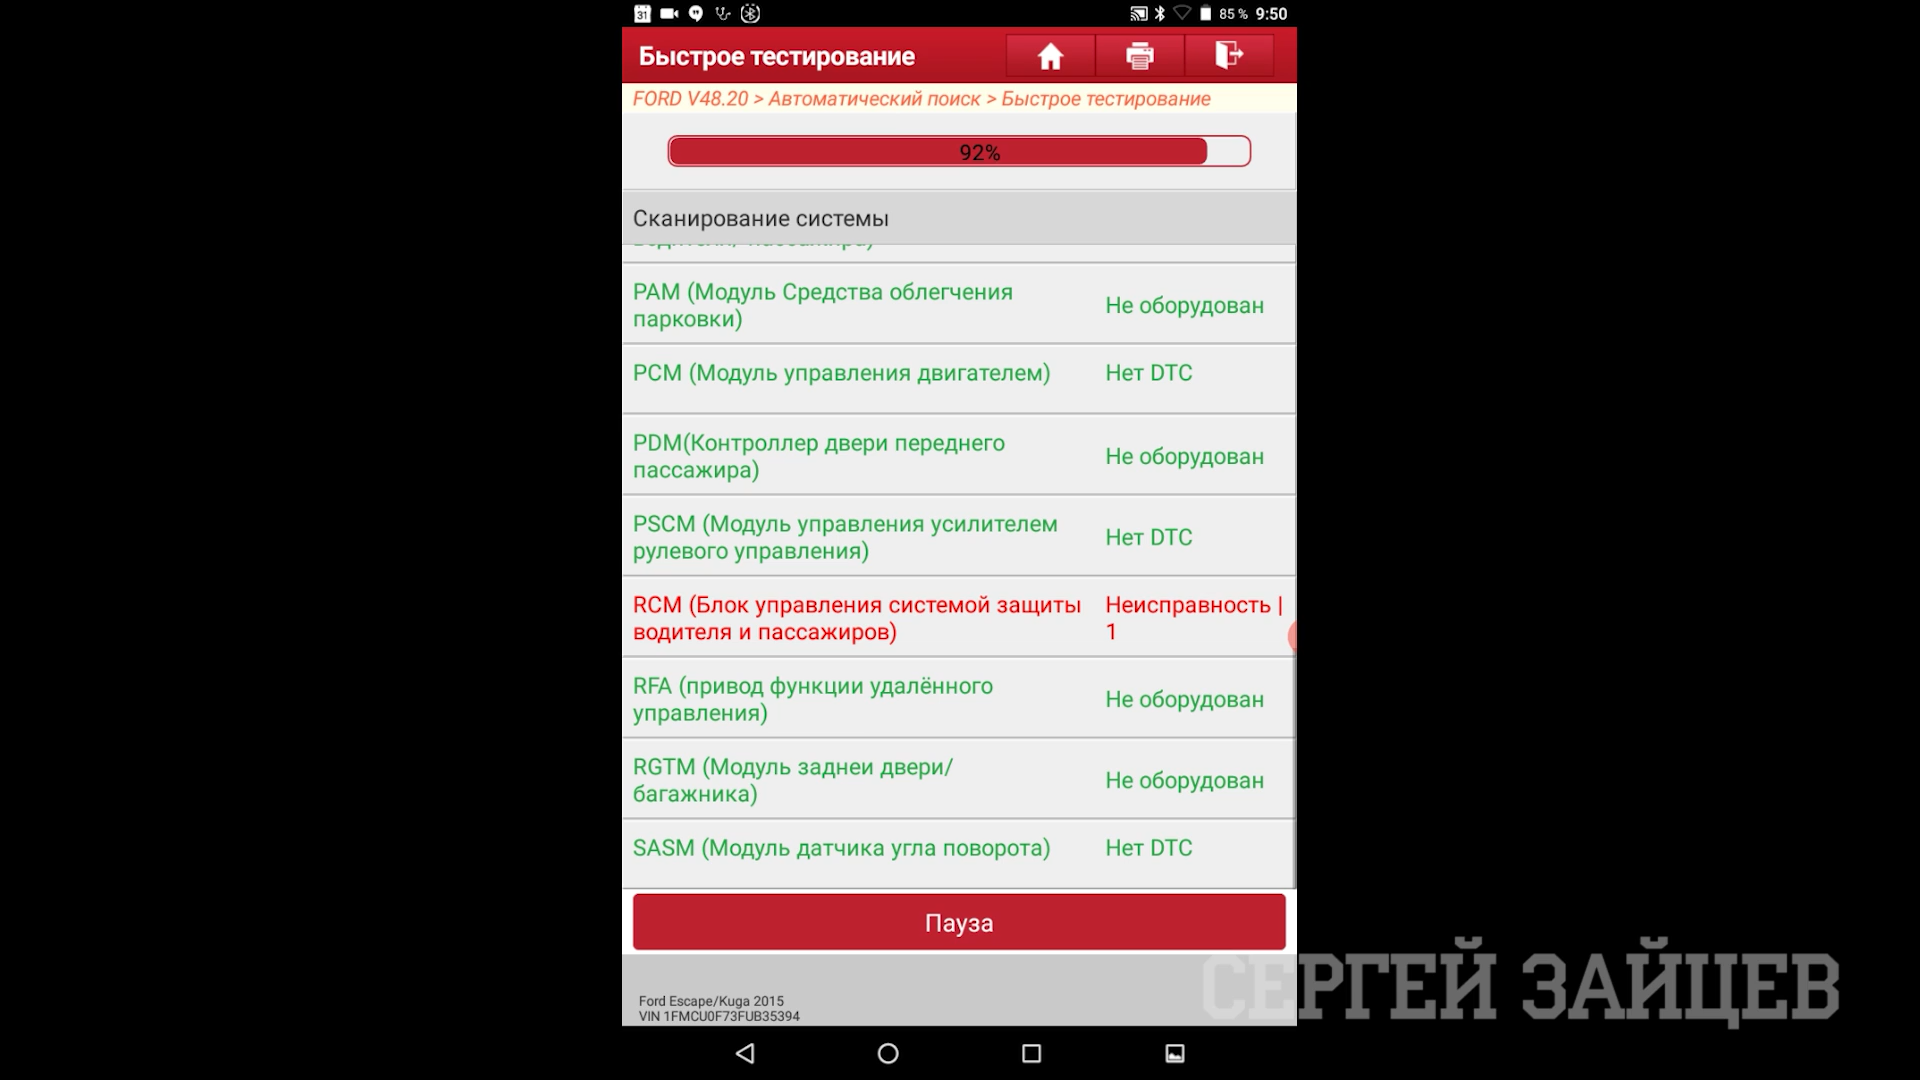 31
85 % 9:50
Быстрое тестирование
FORD V48.20 > Автоматический поиск > Быстрое тестирование
92%
Сканирование системы
PAM (Модуль Средства облегчения
парковки)
Не оборудован
PCM (Модуль управления двигателем)
Нет DTC
PDM(Контроллер двери переднего
пассажира)
Не оборудован
PSCM (Модуль управления усилителем
рулевого управления)
Нет DTC
RCM (Блок управления системой защиты
водителя и пассажиров)
Неисправность |
1
RFA (привод функции удалённого
управления)
Не оборудован
RGTM (Модуль заднеи двери/
багажника)
Не оборудован
SASM (Модуль датчика угла поворота)
Нет DTC
Пауза
Ford Escape/Kuga 2015
VIN 1FMCU0F73FUB35394
СЕРГЕЙ ЗАЙЦЕВ